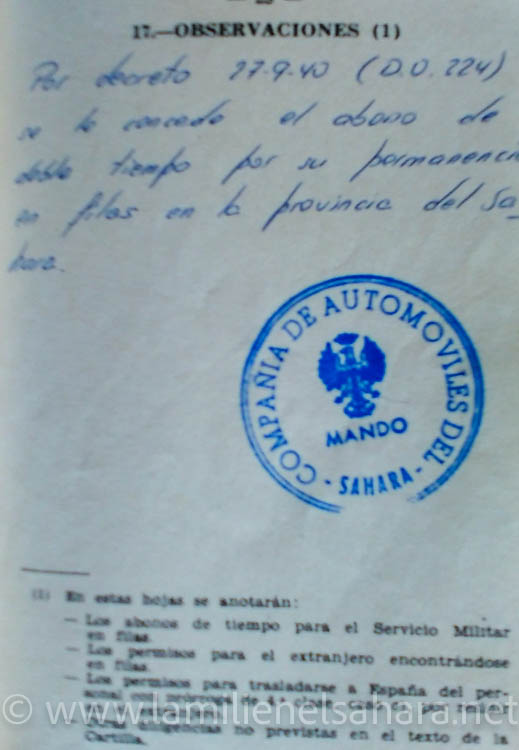 17.—OBSERVACIONES (1)
Por decreto 27-9-40 (D.O. 224)
se le concede el abono de
doble tiempo por su permanencia
en filas en la provincia del Sa_
hara.
COMPAÑIA DE AUTOMOVILES DEL
MANDO
- SAHARA -
(1) En estas hojas se anotarán:
— Los abonos de tiempo para el Servicio Militar
en filas.
— Los permisos para el extranjero encontrándose
en filas.
— Los permisos para trasladarse a España del per-
sonal con
diligencias no previstas en el texto de la
Cartilla.
© www.lamilienelsahara.net